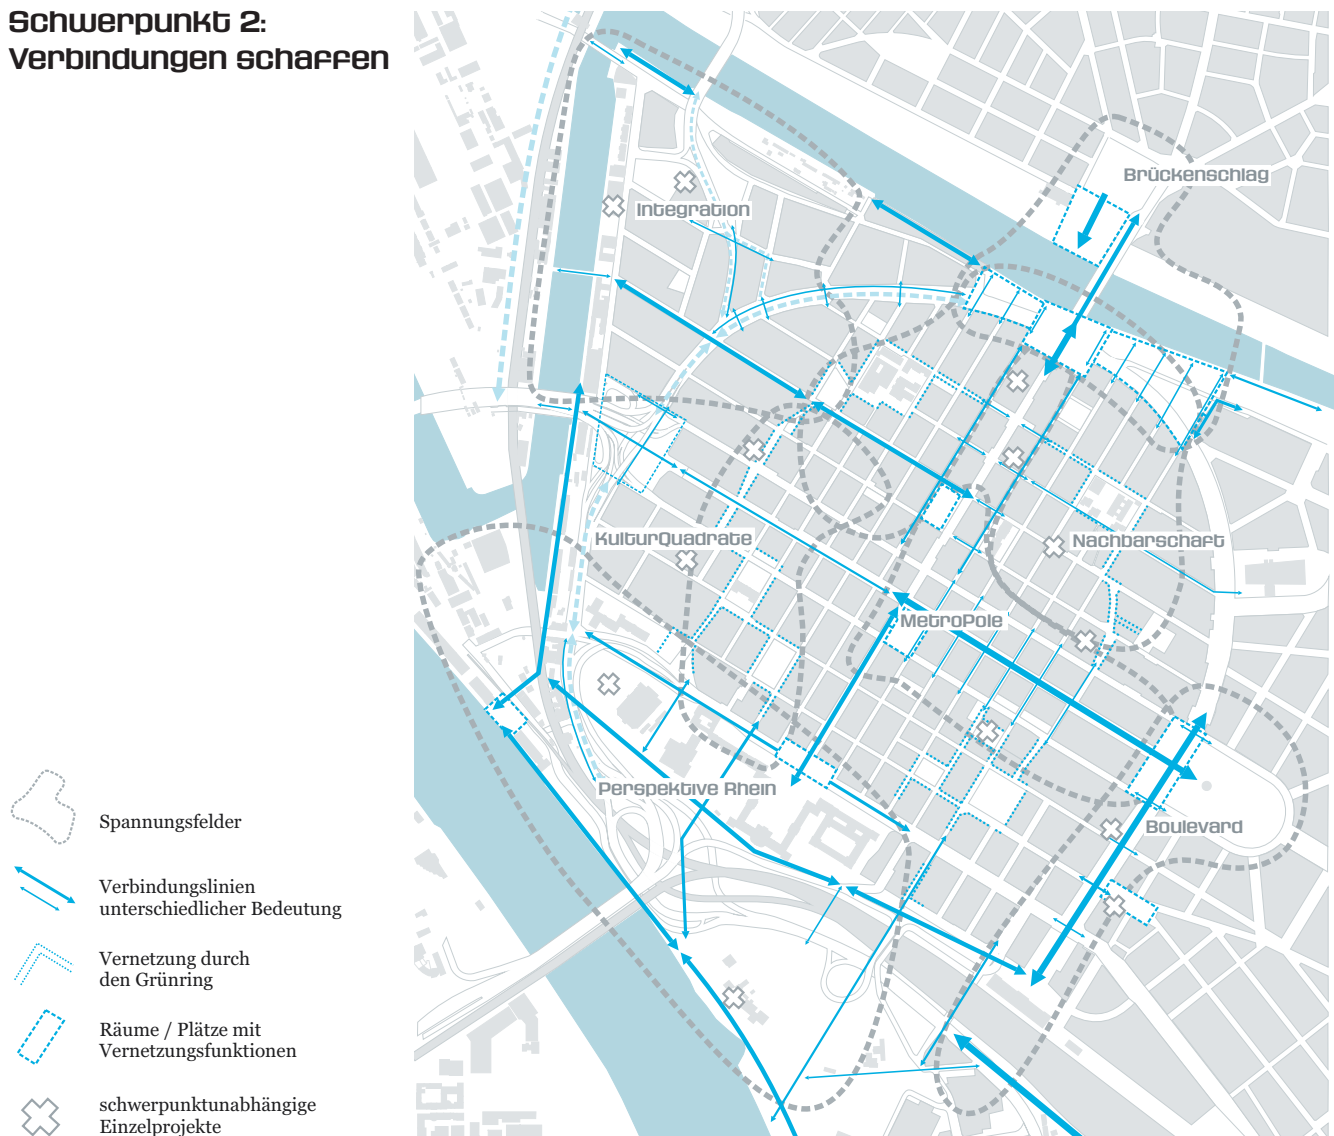 Schwerpunkt 2:
Verbindungen schaffen
Brückenschlag
Integration
KulturQuadrate
Nachbarschaft
MetroPole
Perspektive Rhein
Boulevard
Spannungsfelder
Verbindungslinien
unterschiedlicher Bedeutung
Vernetzung durch
den Grünring
Räume / Plätze mit
Vernetzungsfunktionen
schwerpunktunabhängige
Einzelprojekte